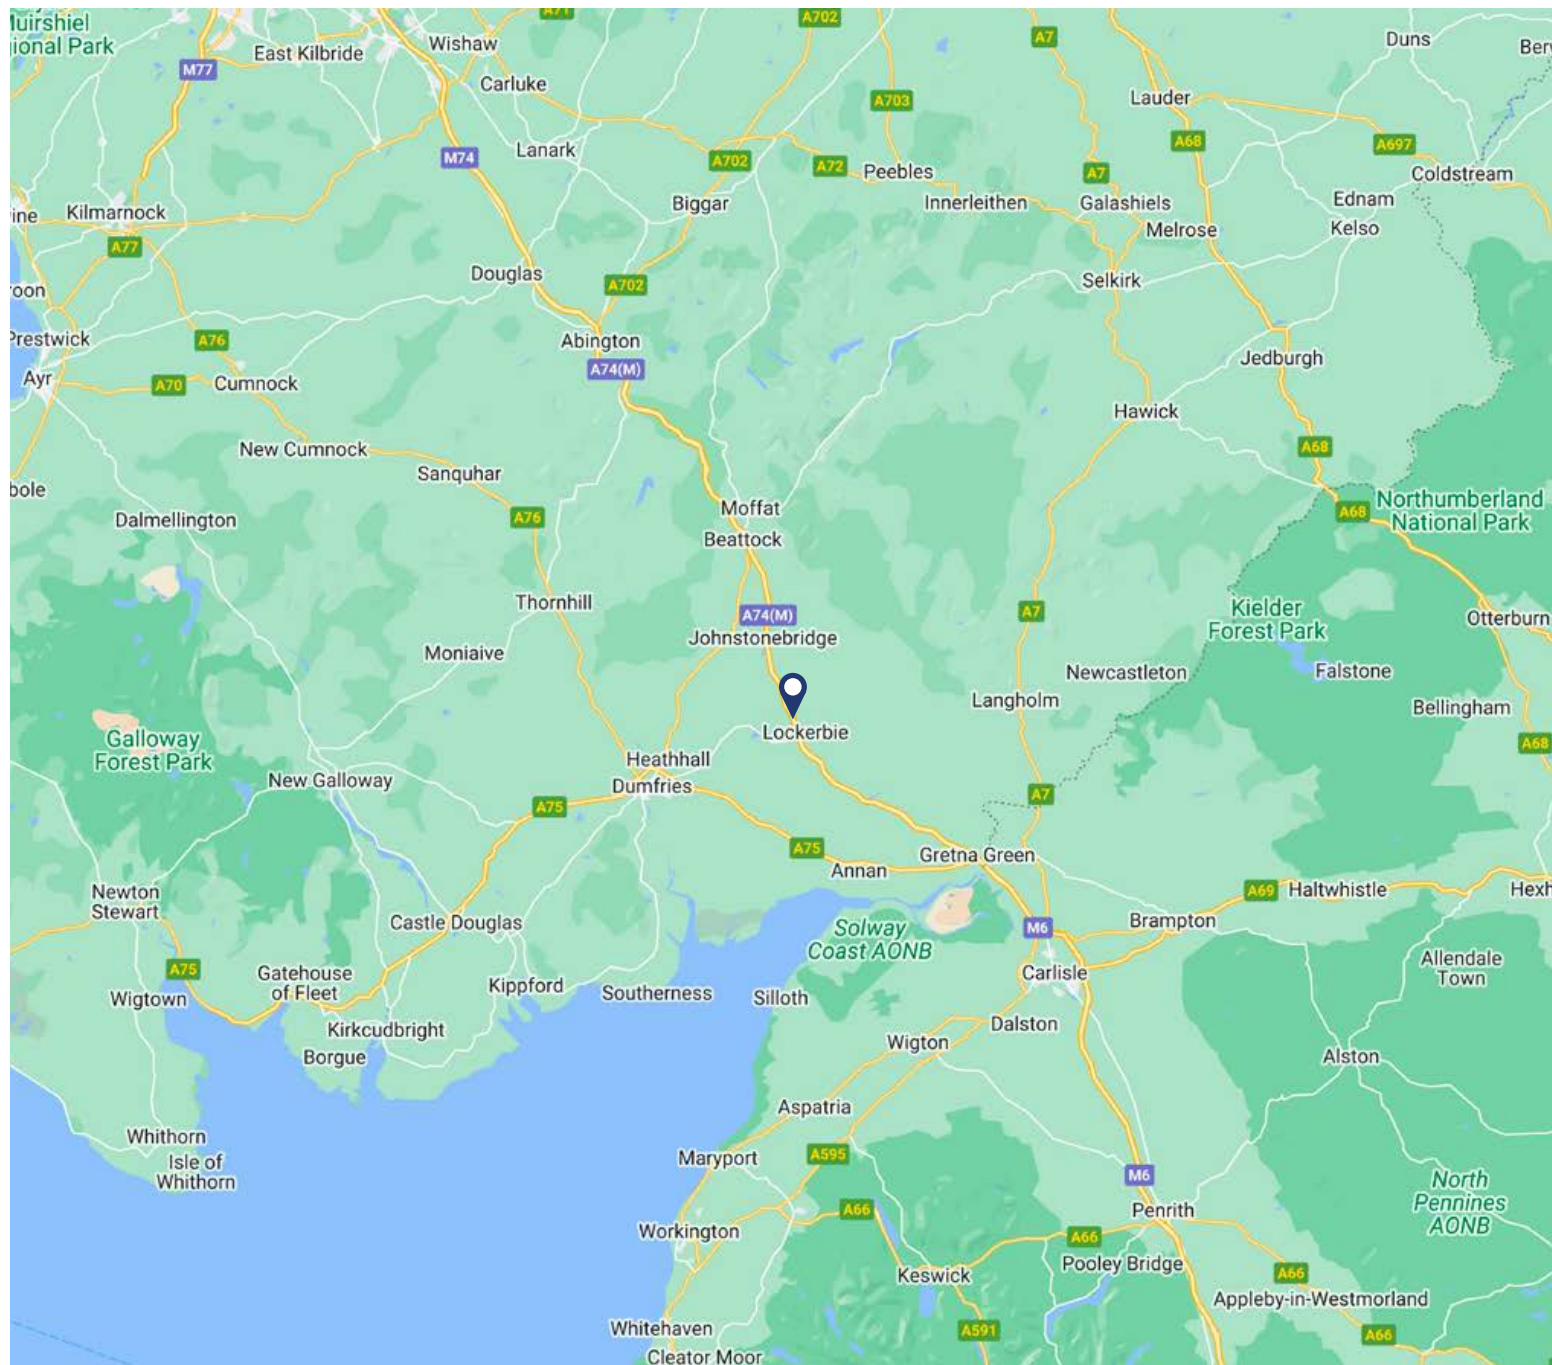 Muirshiel
ional Park
East Kilbride
Wishaw
A71
A702
A7
Duns
M77
Carluke
A703
Lauder
A68
A697
M74
Lanark
A702
A72
Peebles
A7
Coldstream
Kilmarnock
Biggar
Innerleithen
Galashiels
Ednam
Melrose
Kelso
A77
Douglas
A702
Selkirk
Prestwick
A76
Abington
A74(M)
Jedburgh
Ayr
A70
Cumnock
Hawick
New Cumnock
Sanquhar
A68
bole
Dalmellington
A76
Moffat
Beattock
A68
Northumberland
National Park
Thornhill
A74(M)
Johnstonebridge
A7
Kielder
Forest Park
Otterburn
Moniaive
Newcastleton
Falstone
Langholm
Bellingham
Galloway
Forest Park
Lockerbie
A68
Heathhall
Dumfries
New Galloway
A75
A7
A75
Annan
Gretna Green
Newton
Stewart
Castle Douglas
A69
Haltwhistle
Hexh
Solway
Coast AONB
M6
Brampton
A75
Gatehouse
of Fleet
Kippford
Southerness
Silloth
Carlisle
Allendale
Town
Wigtown
Kirkcudbright
Borgue
Dalston
Wigton
Alston
Aspatria
Whithorn
Isle of
Whithorn
Maryport
A595
M6
North
Pennines
AONB
Workington
A66
Penrith
A66
Pooley Bridge
Keswick
A66
Appleby-in-Westmorland
Whitehaven
A591
A66
Cleator Moor